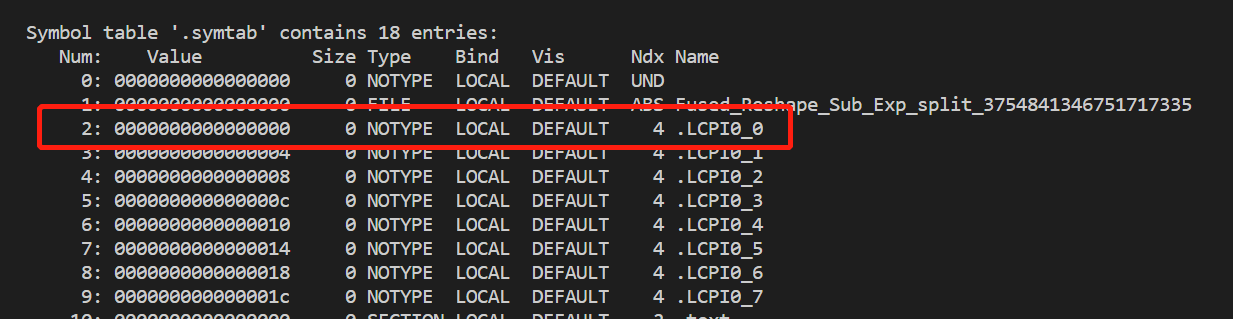 Symbol table '.symtab' contains 18 entries:
Num: Value Size Type Bind Vis Ndx Name
0: 0000000000000000 0 NOTYPE LOCAL DEFAULT UND
1: 0000000000000000 0 FILE LOCAL DEFAULT ABS Fused_Reshape_Sub_Exp_split_3754841346751717335
2: 0000000000000000 0 NOTYPE LOCAL DEFAULT 4 .LCPI0_0
3: 0000000000000004 0 NOTYPE LOCAL DEFAULT 4 .LCPI0_1
4: 0000000000000008 0 NOTYPE LOCAL DEFAULT 4 .LCPI0_2
5: 000000000000000c 0 NOTYPE LOCAL DEFAULT 4 .LCPI0_3
6: 0000000000000010 0 NOTYPE LOCAL DEFAULT 4 .LCPI0_4
7: 0000000000000014 0 NOTYPE LOCAL DEFAULT 4 .LCPI0_5
8: 0000000000000018 0 NOTYPE LOCAL DEFAULT 4 .LCPI0_6
9: 000000000000001c 0 NOTYPE LOCAL DEFAULT 4 .LCPI0_7
10: 0000000000000000 0 SECTION LOCAL DEFAULT .text